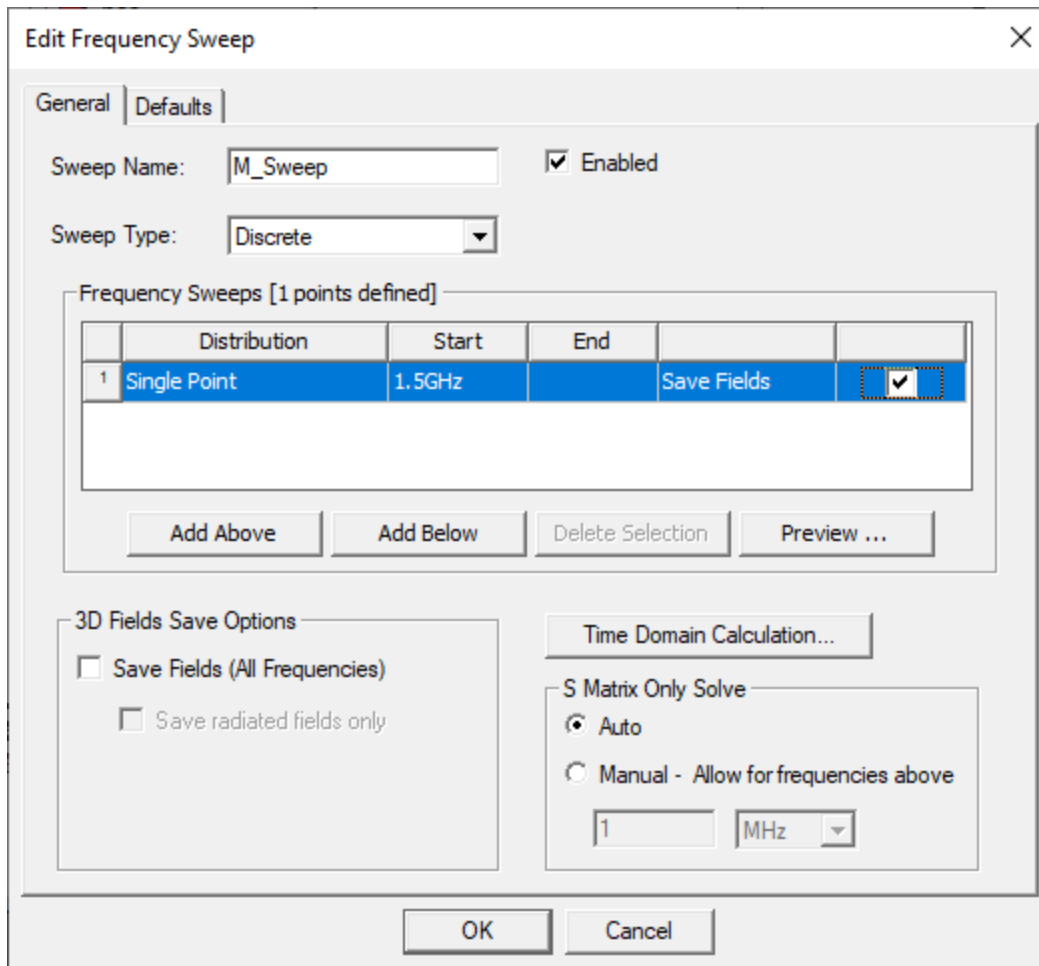 Edit Frequency Sweep
General Defaults
Sweep Name: M_Sweep Enabled
Sweep Type: Discrete
Frequency Sweeps [1 points defined]
Distribution Start End
1 Single Point 1.5GHz Save Fields
Add Above Add Below Delete Selection Preview ...
3D Fields Save Options
Save Fields (All Frequencies)
Save radiated fields only
Time Domain Calculation...
S Matrix Only Solve
Auto
Manual - Allow for frequencies above
1 MHz
OK Cancel